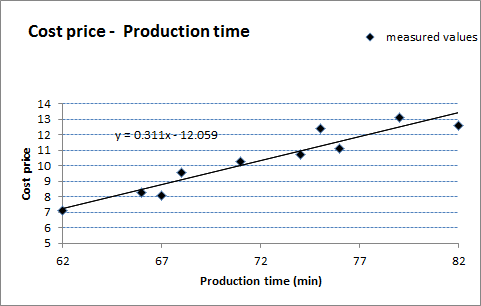 Cost price -  Production time
measured values
14
13
12
11
10
9
8
7
6
5
y = 0.311x - 12.059
Cost price
62 67 72 77 82
Production time (min)